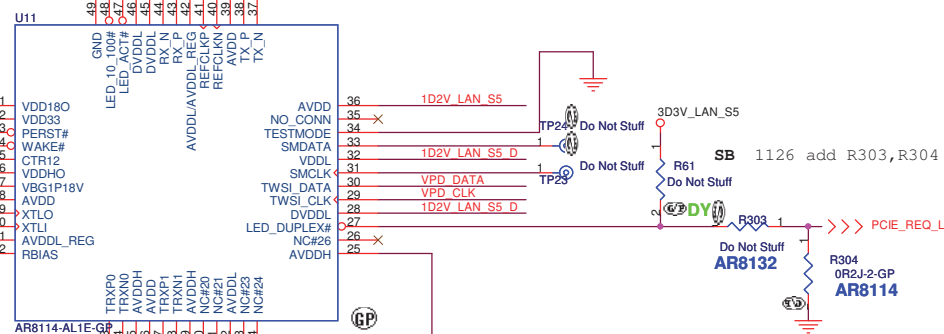 U11
49 48 47 46 45 44 43 42 41 40 39 38 37
GND
LED_10_100#
LED_ACT#
DVDDL
DVDDL
RX_N
RX_P
AVDDL/AVDDL_REG
REFCLKP
REFCLKN
AVDD
TX_P
TX_N
VDD18O
VDD33
PERST#
WAKE#
CTR12
VDDHO
VBG1P18V
AVDD
XTLO
XTLI
AVDDL_REG
RBIAS
AVDD 36 1D2V_LAN_S5
NO_CONN 35
TESTMODE 34
SMDATA 33 1 TP24 Do Not Stuff
VDDL 32 1D2V_LAN_S5_D
SMCLK 31 1 TP23 Do Not Stuff
TWSI_DATA 30 VPD_DATA
TWSI_CLK 29 VPD_CLK
DVDDL 28 1D2V_LAN_S5_D
LED_DUPLEX# 27
NC#26 26
AVDDH 25
TRXP0
TRXN0
AVDDH
AVDD
TRXP1
TRXN1
AVDDH
NC#20
NC#21
AVDDL
NC#23
NC#24
AR8114-AL1E-GP
GP
3D3V_LAN_S5
1
R61
Do Not Stuff
2
DY
SB 1126 add R303,R304
R303 1
Do Not Stuff
AR8132
PCIE_REQ_L
1
R304
0R2J-2-GP
AR8114